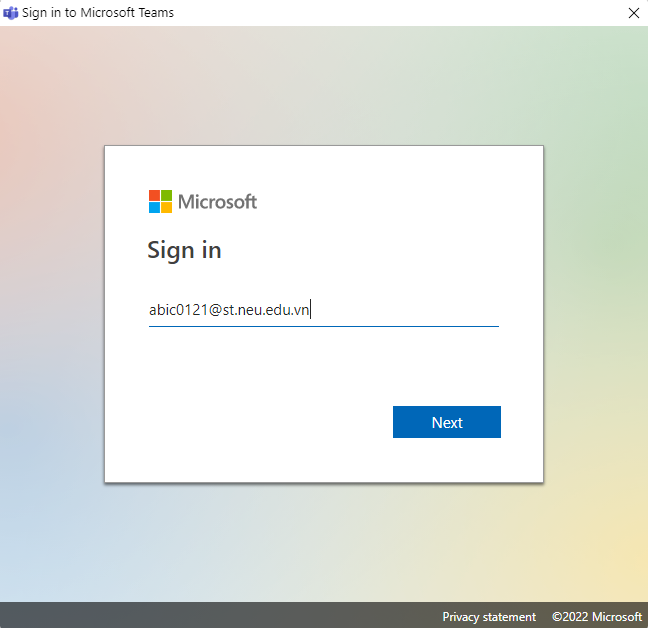 Sign in to Microsoft Teams
Microsoft
Sign in
abic0121@st.neu.edu.vn
Next
Privacy statement ©2022 Microsoft